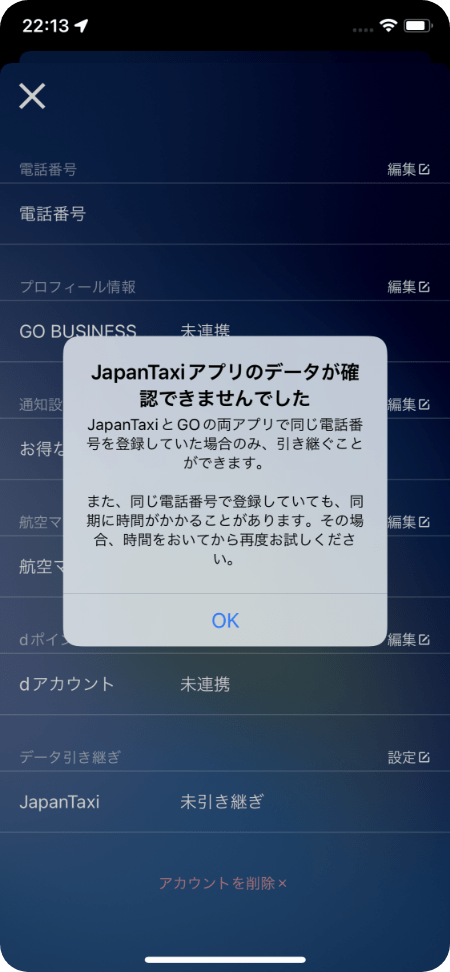 22:13
電話番号 編集
電話番号
プロフィール情報 編集
GO BUSINESS 未連携
通知設 編集
お得な
航空マ 編集
航空マ
dポイン 編集
dアカウント 未連携
データ引き継ぎ 設定
JapanTaxi 未引き継ぎ
アカウントを削除×
JapanTaxiアプリのデータが確
認できませんでした
JapanTaxiとGOの両アプリで同じ電話番
号を登録していた場合のみ、引き継ぐこと
ができます。
また、同じ電話番号で登録していても、同
期に時間がかかることがあります。その場
合、時間をおいてから再度お試しくださ
い。
OK